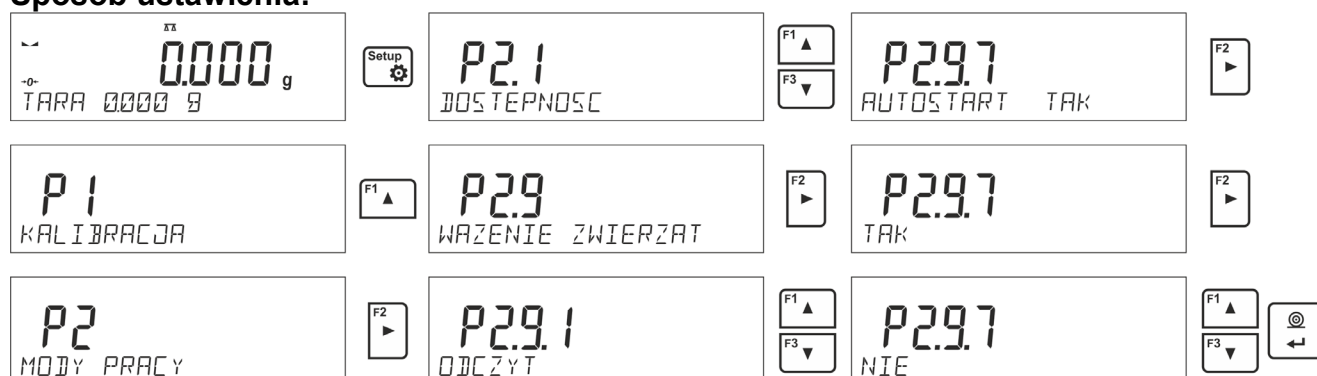 Sposób ustawienia:
0.000 g
→0←
TARA 0.000 g
Setup
P2.1
DOSTEPNOSC
F1
F3
P2.9.7
AUTOSTART TAK
F2
P1
KALIBRACJA
F1
P2.9
WAZENIE ZWIERZAT
F2
P2.9.7
TAK
F2
P2
MODY PRACY
F2
P2.9.1
ODCZYT
F1
F3
P2.9.7
NIE
F1
F3